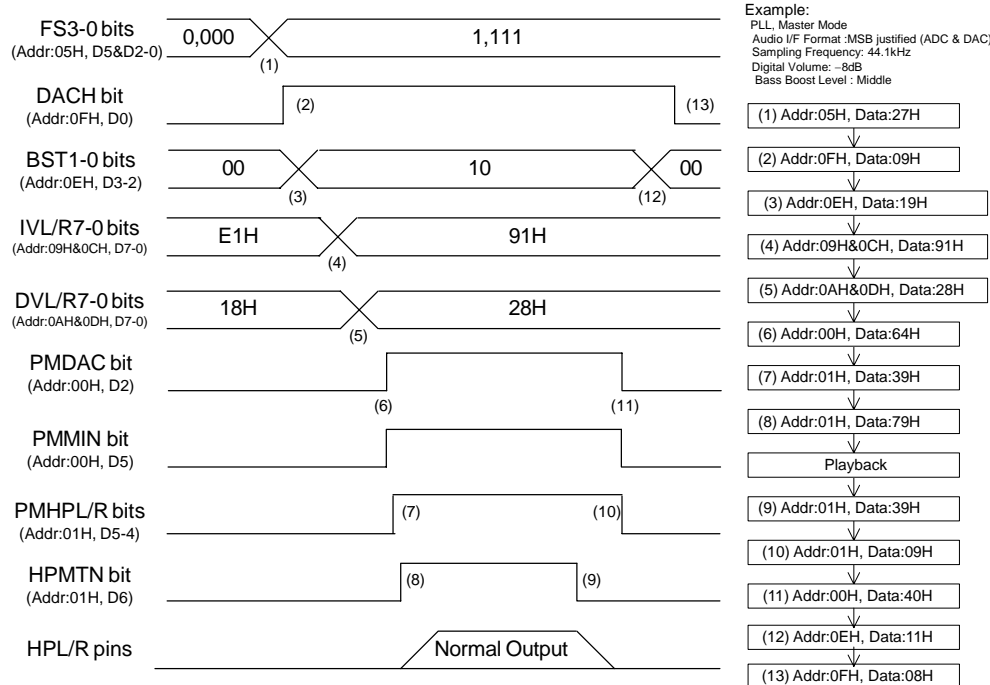 FS3-0 bits
(Addr:05H, D5&D2-0)
0,000
1,111
(1)
DACH bit
(Addr:0FH, D0)
(2)
(13)
BST1-0 bits
(Addr:0EH, D3-2)
00
10
00
(3)
(12)
IVL/R7-0 bits
(Addr:09H&0CH, D7-0)
E1H
91H
(4)
DVL/R7-0 bits
(Addr:0AH&0DH, D7-0)
18H
28H
(5)
PMDAC bit
(Addr:00H, D2)
(6)
(11)
PMMIN bit
(Addr:00H, D5)
PMHPL/R bits
(Addr:01H, D5-4)
(7)
(10)
HPMTN bit
(Addr:01H, D6)
(8)
(9)
HPL/R pins
Normal Output
Example:
PLL, Master Mode
Audio I/F Format :MSB justified (ADC & DAC)
Sampling Frequency: 44.1kHz
Digital Volume: −8dB
Bass Boost Level : Middle
(1) Addr:05H, Data:27H
(2) Addr:0FH, Data:09H
(3) Addr:0EH, Data:19H
(4) Addr:09H&0CH, Data:91H
(5) Addr:0AH&0DH, Data:28H
(6) Addr:00H, Data:64H
(7) Addr:01H, Data:39H
(8) Addr:01H, Data:79H
Playback
(9) Addr:01H, Data:39H
(10) Addr:01H, Data:09H
(11) Addr:00H, Data:40H
(12) Addr:0EH, Data:11H
(13) Addr:0FH, Data:08H